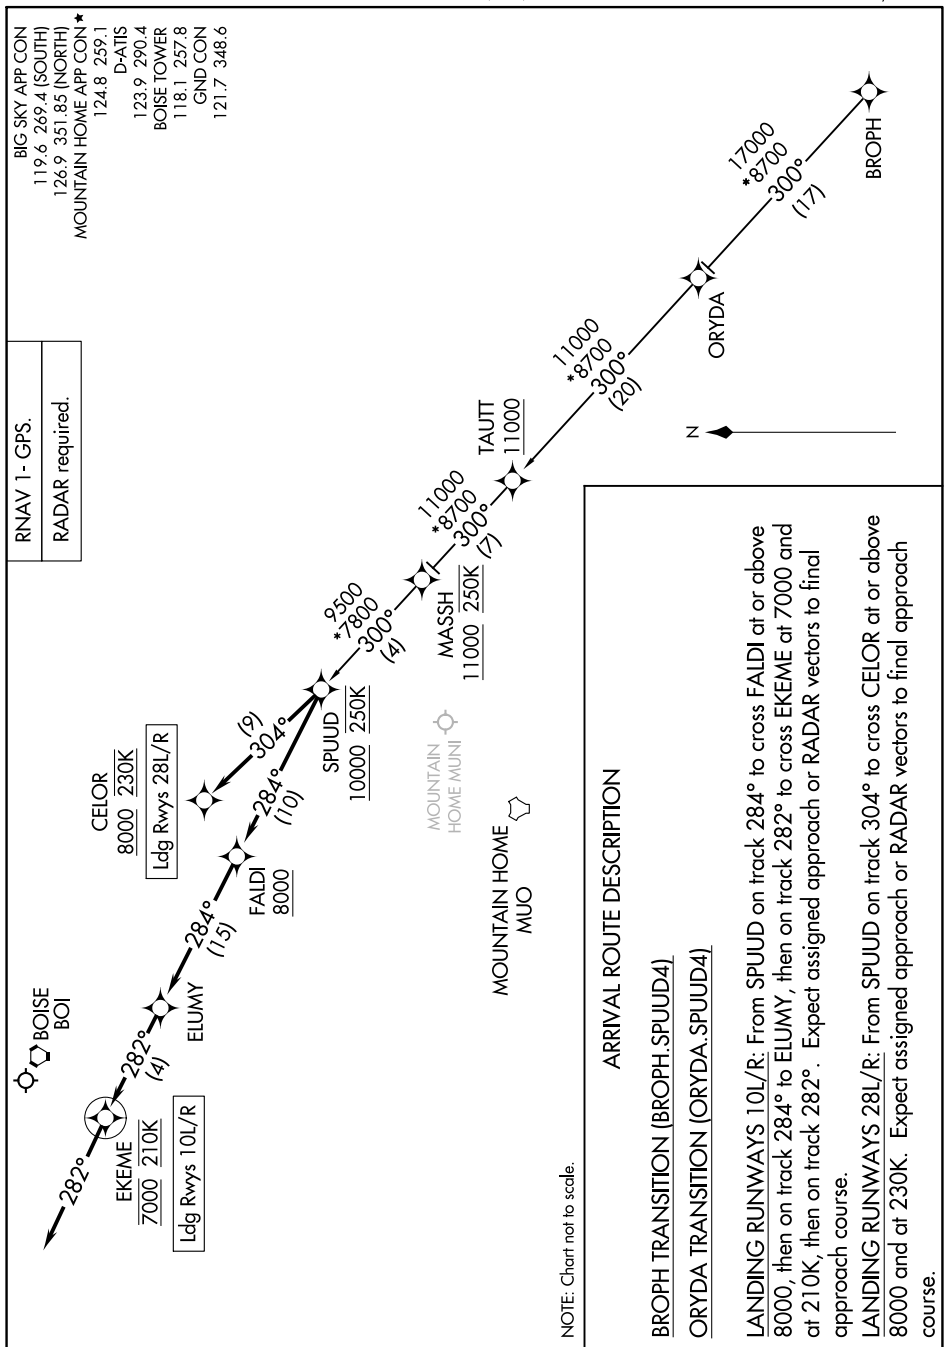 BIG SKY APP CON
119.6 269.4 (SOUTH)
126.9 351.85 (NORTH)
MOUNTAIN HOME APP CON ★
124.8 259.1
D-ATIS
123.9 290.4
BOISE TOWER
118.1 257.8
GND CON
121.7 348.6
RNAV 1 - GPS.
RADAR required.
BOISE
BOI
282°
EKEME
7000 210K
Ldg Rwys 10L/R
282°
(4)
ELUMY
284°
(15)
FALDI
8000
284°
(10)
CELOR
8000 230K
Ldg Rwys 28L/R
(9)
304°
SPUUD
10000 250K
9500
*7800
300°
(4)
MASSH
11000 250K
11000
*8700
300°
(7)
TAUTT
11000
11000
*8700
300°
(20)
ORYDA
17000
*8700
300°
(17)
BROPH
MOUNTAIN
HOME MUNI
MOUNTAIN HOME
MUO
N
NOTE: Chart not to scale.
ARRIVAL ROUTE DESCRIPTION
BROPH TRANSITION (BROPH.SPUUD4)
ORYDA TRANSITION (ORYDA.SPUUD4)
LANDING RUNWAYS 10L/R: From SPUUD on track 284° to cross FALDI at or above
8000, then on track 284° to ELUMY, then on track 282° to cross EKEME at 7000 and
at 210K, then on track 282°. Expect assigned approach or RADAR vectors to final
approach course.
LANDING RUNWAYS 28L/R: From SPUUD on track 304° to cross CELOR at or above
8000 and at 230K. Expect assigned approach or RADAR vectors to final approach
course.